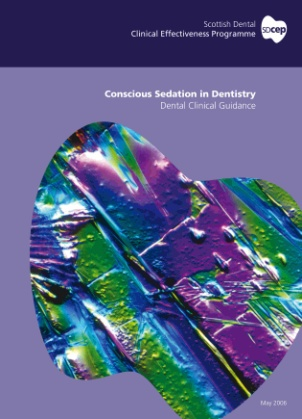 Scottish Dental
Clinical Effectiveness Programme
SDcep
Conscious Sedation in Dentistry
Dental Clinical Guidance
May 2006